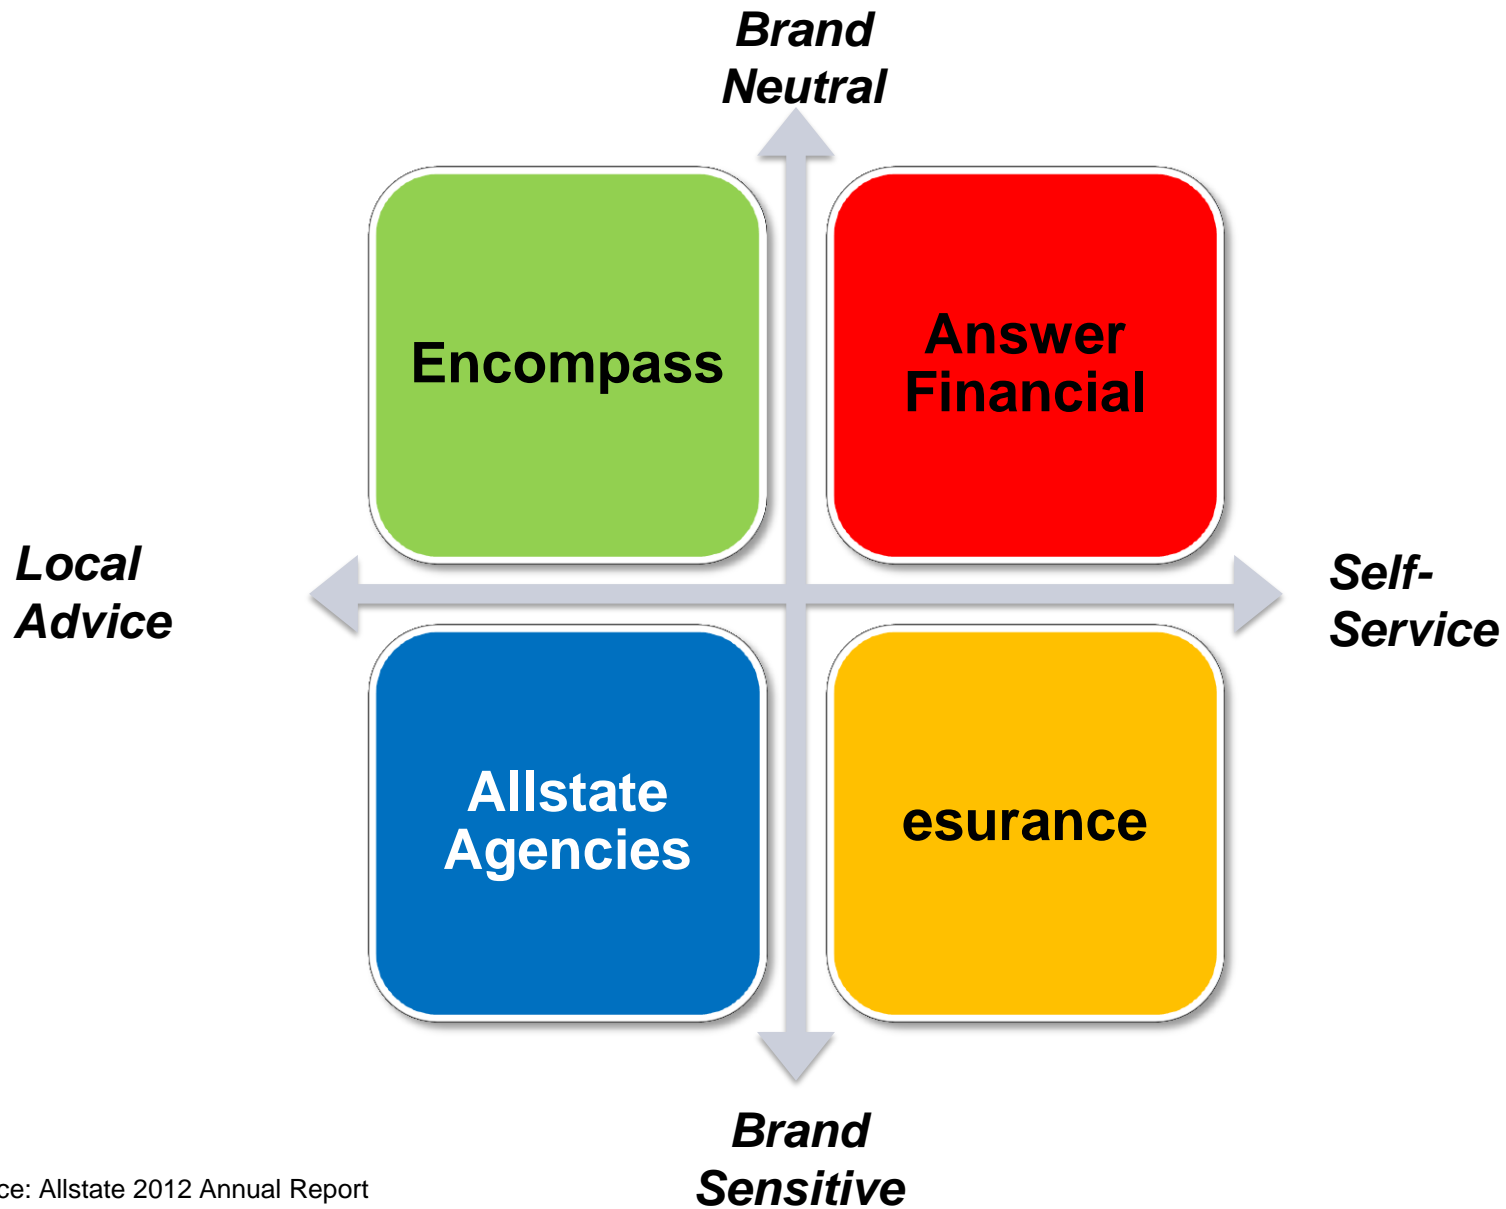 Brand
Neutral
Encompass
Answer
Financial
Local
Advice
Self-
Service
Allstate
Agencies
esurance
Brand
Sensitive
ce: Allstate 2012 Annual Report